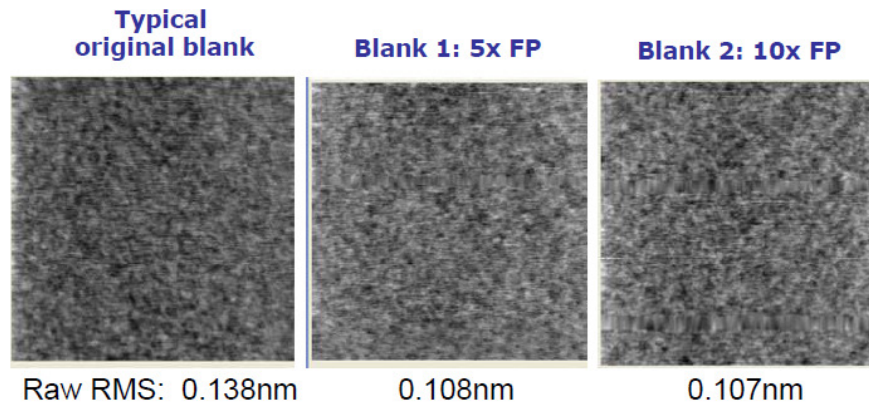 Typical
original blank
Blank 1: 5x FP
Blank 2: 10x FP
Raw RMS: 0.138nm
0.108nm
0.107nm